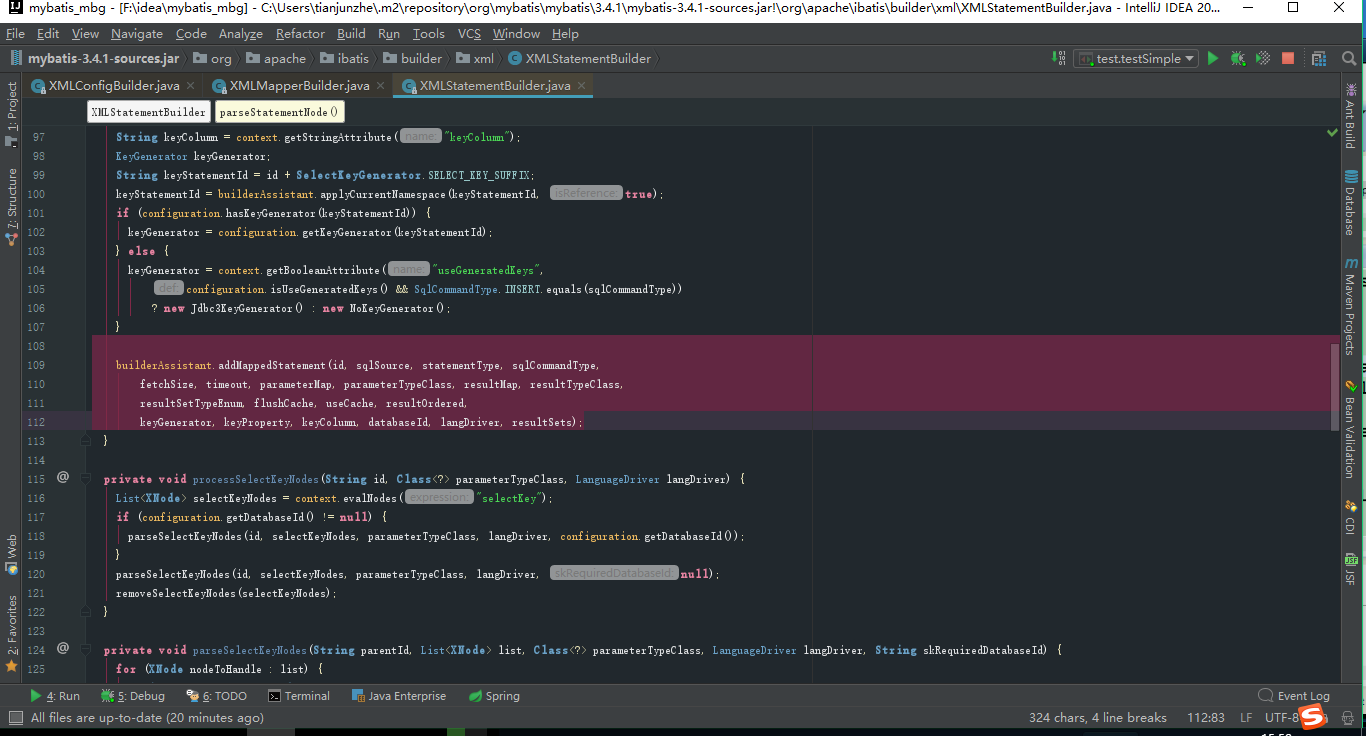 mybatis_mbg - [F:\idea\mybatis_mbg] - C:\Users\tianjunzhe\.m2\repository\org\mybatis\mybatis\3.4.1\mybatis-3.4.1-sources.jar!\org\apache\ibatis\builder\xml\XMLStatementBuilder.java - IntelliJ IDEA 20...
File Edit View Navigate Code Analyze Refactor Build Run Tools VCS Window Help
mybatis-3.4.1-sources.jar org apache ibatis builder xml XMLStatementBuilder test.testSimple
XMLConfigBuilder.java XMLMapperBuilder.java XMLStatementBuilder.java
XMLStatementBuilder parseStatementNode()
97 String keyColumn = context.getStringAttribute( name: "keyColumn");
98 KeyGenerator keyGenerator;
99 String keyStatementId = id + SelectKeyGenerator.SELECT_KEY_SUFFIX;
100 keyStatementId = builderAssistant.applyCurrentNamespace(keyStatementId, isReference: true);
101 if (configuration.hasKeyGenerator(keyStatementId)) {
102 keyGenerator = configuration.getKeyGenerator(keyStatementId);
103 } else {
104 keyGenerator = context.getBooleanAttribute( name: "useGeneratedKeys",
105 def: configuration.isUseGeneratedKeys() && SqlCommandType.INSERT.equals(sqlCommandType))
106 ? new Jdbc3KeyGenerator() : new NoKeyGenerator();
107 }
108
109 builderAssistant.addMappedStatement(id, sqlSource, statementType, sqlCommandType,
110 fetchSize, timeout, parameterMap, parameterTypeClass, resultMap, resultTypeClass,
111 resultSetTypeEnum, flushCache, useCache, resultOrdered,
112 keyGenerator, keyProperty, keyColumn, databaseId, langDriver, resultSets);
113 }
114
115 @ private void processSelectKeyNodes(String id, Class<?> parameterTypeClass, LanguageDriver langDriver) {
116 List<XNode> selectKeyNodes = context.evalNodes( expression: "selectKey");
117 if (configuration.getDatabaseId() != null) {
118 parseSelectKeyNodes(id, selectKeyNodes, parameterTypeClass, langDriver, configuration.getDatabaseId());
119 }
120 parseSelectKeyNodes(id, selectKeyNodes, parameterTypeClass, langDriver, skRequiredDatabaseId: null);
121 removeSelectKeyNodes(selectKeyNodes);
122 }
123
124 @ private void parseSelectKeyNodes(String parentId, List<XNode> list, Class<?> parameterTypeClass, LanguageDriver langDriver, String skRequiredDatabaseId) {
125 for (XNode nodeToHandle : list) {
1: Project
7: Structure
Web
2: Favorites
Ant Build
Database
Maven Projects
Bean Validation
CDI
JSF
4: Run 5: Debug 6: TODO Terminal Java Enterprise Spring Event Log
All files are up-to-date (20 minutes ago) 324 chars, 4 line breaks 112:83 LF UTF-8